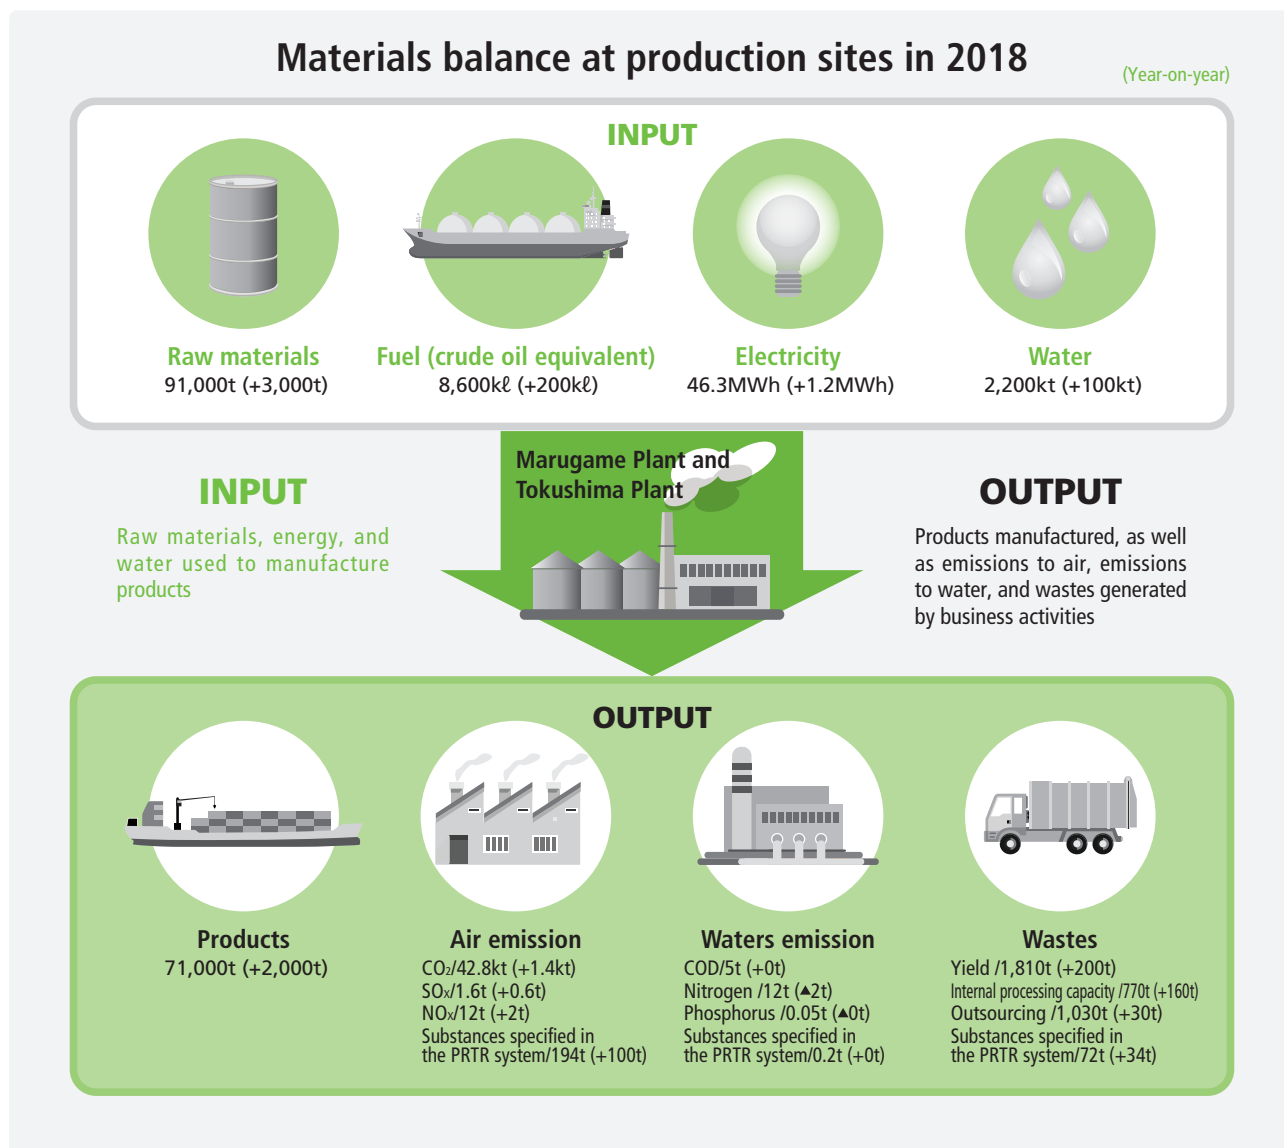 Materials balance at production sites in 2018
(Year-on-year)
INPUT
Raw materials
91,000t (+3,000t)
Fuel (crude oil equivalent)
8,600kℓ (+200kℓ)
Electricity
46.3MWh (+1.2MWh)
Water
2,200kt (+100kt)
Marugame Plant and
Tokushima Plant
INPUT
Raw materials, energy, and
water used to manufacture
products
OUTPUT
Products manufactured, as well
as emissions to air, emissions
to water, and wastes generated
by business activities
OUTPUT
Products
71,000t (+2,000t)
Air emission
CO₂/42.8kt (+1.4kt)
SOx/1.6t (+0.6t)
NOx/12t (+2t)
Substances specified in
the PRTR system/194t (+100t)
Waters emission
COD/5t (+0t)
Nitrogen /12t (▲2t)
Phosphorus /0.05t (▲0t)
Substances specified in
the PRTR system/0.2t (+0t)
Wastes
Yield /1,810t (+200t)
Internal processing capacity /770t (+160t)
Outsourcing /1,030t (+30t)
Substances specified in
the PRTR system/72t (+34t)